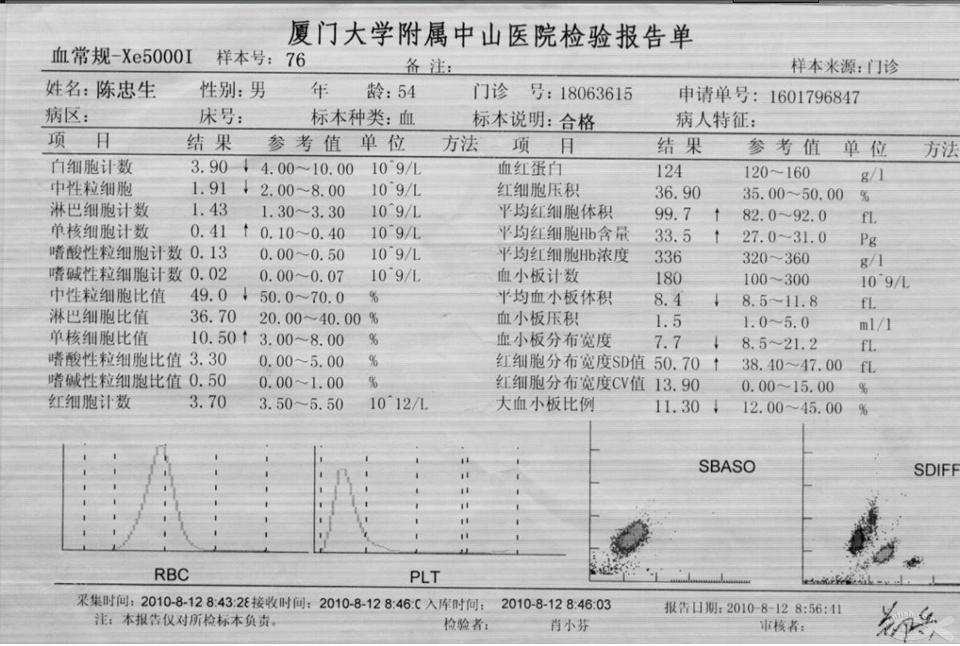 厦门大学附属中山医院检验报告单
血常规-Xe5000I 样本号: 76 备 注: 样本来源:门诊
姓名: 陈忠生 性别: 男 年 龄: 54 门诊 号: 18063615 申请单号: 1601796847
病区: 床号: 标本种类: 血 标本说明: 合格 病人特征:
项 目 结 果 参 考 值 单 位 方法 项 目 结 果 参 考 值 单 位 方法
白细胞计数 3.90 ↓ 4.00～10.00 10^9/L 血红蛋白 124 120～160 g/l
中性粒细胞 1.91 ↓ 2.00～8.00 10^9/L 红细胞压积 36.90 35.00～50.00 %
淋巴细胞计数 1.43 1.30～3.30 10^9/L 平均红细胞体积 99.7 ↑ 82.0～92.0 fL
单核细胞计数 0.41 ↑ 0.10～0.40 10^9/L 平均红细胞Hb含量 33.5 ↑ 27.0～31.0 Pg
嗜酸性粒细胞计数 0.13 0.00～0.50 10^9/L 平均红细胞Hb浓度 336 320～360 g/l
嗜碱性粒细胞计数 0.02 0.00～0.07 10^9/L 血小板计数 180 100～300 10^9/L
中性粒细胞比值 49.0 ↓ 50.0～70.0 % 平均血小板体积 8.4 ↓ 8.5～11.8 fL
淋巴细胞比值 36.70 20.00～40.00 % 血小板压积 1.5 1.0～5.0 ml/l
单核细胞比值 10.50 ↑ 3.00～8.00 % 血小板分布宽度 7.7 ↓ 8.5～21.2 fL
嗜酸性粒细胞比值 3.30 0.00～5.00 % 红细胞分布宽度SD值 50.70 ↑ 38.40～47.00 fL
嗜碱性粒细胞比值 0.50 0.00～1.00 % 红细胞分布宽度CV值 13.90 0.00～15.00 %
红细胞计数 3.70 3.50～5.50 10^12/L 大血小板比例 11.30 ↓ 12.00～45.00 %
SBASO SDIFF
RBC PLT
采集时间: 2010-8-12 8:43:28 接收时间: 2010-8-12 8:46:0 入库时间: 2010-8-12 8:46:03 报告日期: 2010-8-12 8:56:41
注: 本报告仅对所检标本负责。 检验者: 肖小芬 审核者: